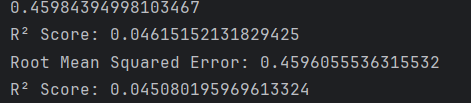 0.45984394998103467
R² Score: 0.04615152131829425
Root Mean Squared Error: 0.4596055536315532
R² Score: 0.045080195969613324